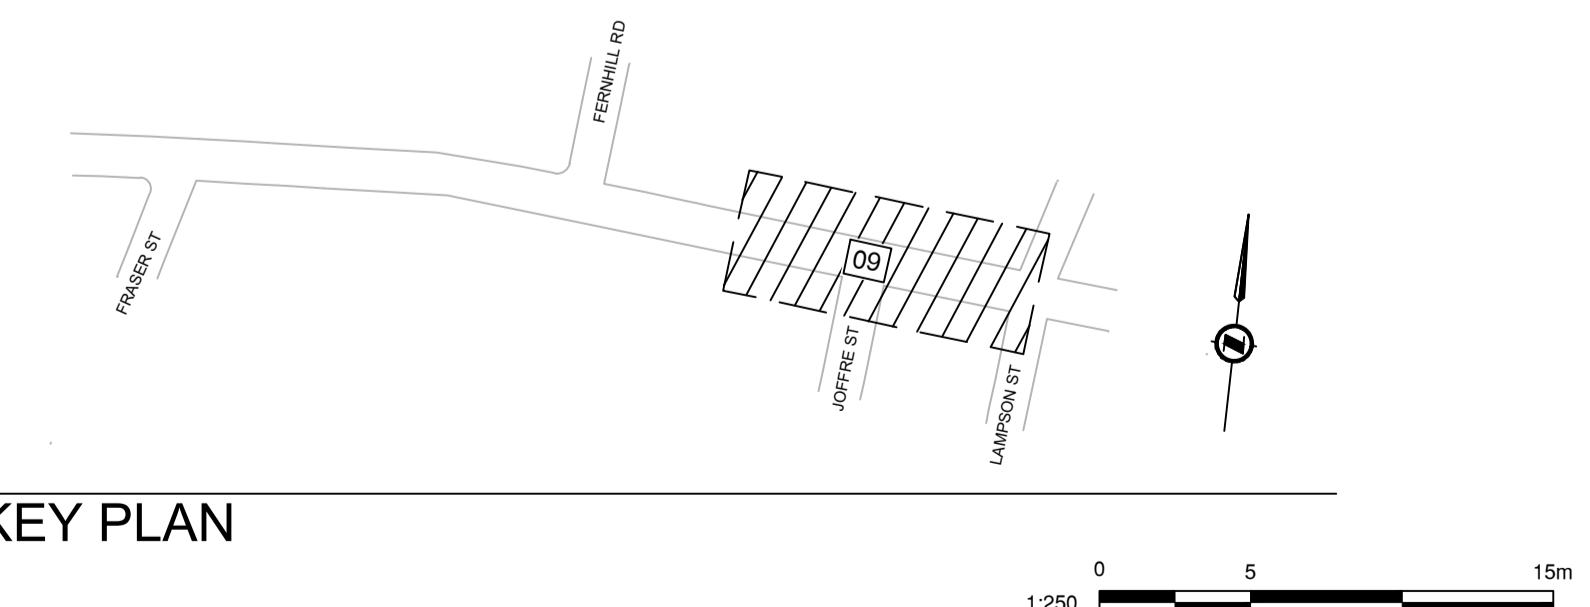 FERNHILL RD
FRASER ST
09
JOFFRE ST
LAMPSON ST
KEY PLAN
0 5 15m
1:250